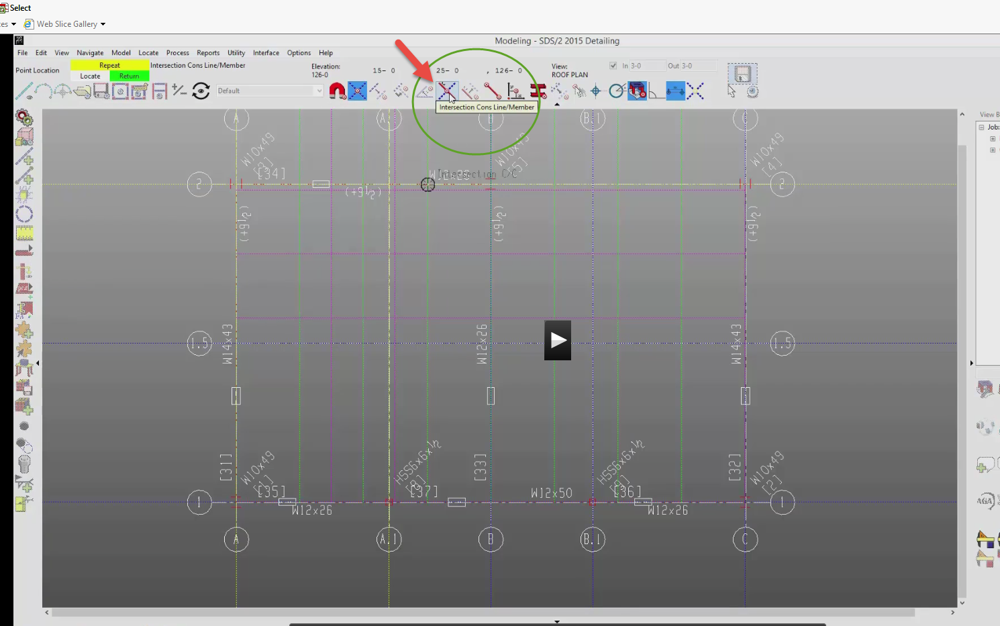 Select
es
Web Slice Gallery
Modeling - SDS/2 2015 Detailing
File Edit View Navigate Model Locate Process Reports Utility Interface Options Help
Point Location
Repeat
Intersection Cons Line/Member
Locate
Return
Elevation:
126-0
15- 0
25- 0
, 126- 0
View:
ROOF PLAN
In 3-0
Out 3-0
Default
Intersection Cons Line/Member
View B
Job:
A
B
B.1
C
W10x49
[3]
[34]
W10x49
[5]
W10x49
[4]
2
Intersection C/C
2
(+9½)
(+9½)
(+9½)
(+9½)
1.5
W14x43
W12x26
W14x43
1.5
[31]
W10x49
[1]
[35]
HSS6x6x½
[37]
[33]
HSS6x6x½
[36]
[32]
W10x49
[2]
1
W12x26
W12x50
W12x26
1
A
A.1
B
B.1
C
AGA